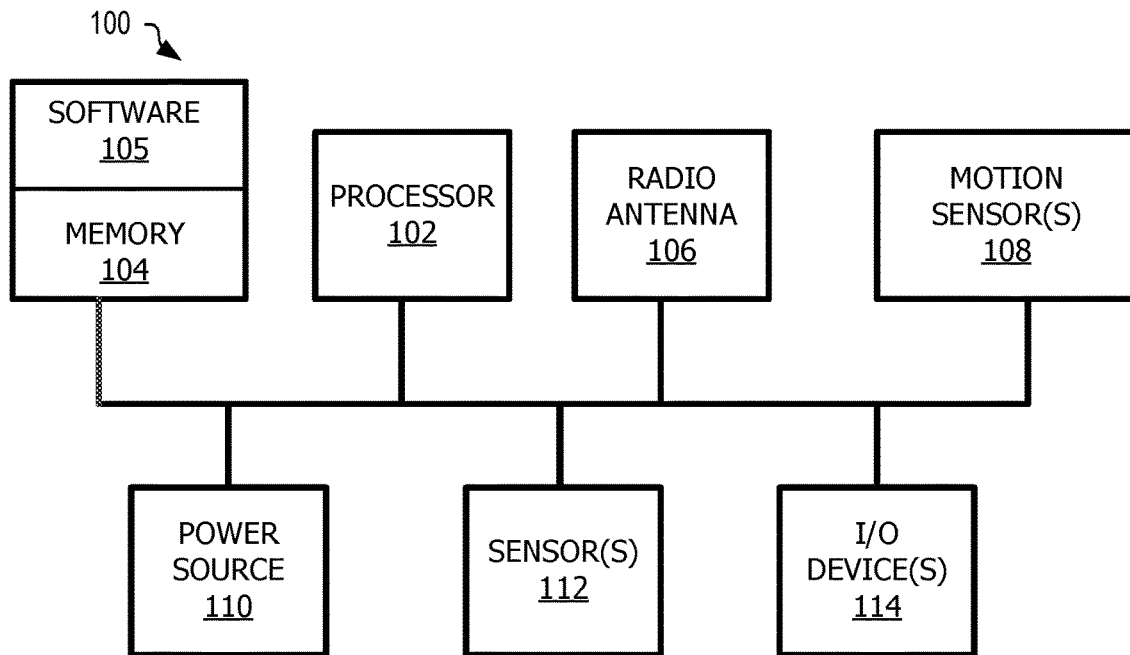 100
SOFTWARE
105
MEMORY
104
PROCESSOR
102
RADIO
ANTENNA
106
MOTION
SENSOR(S)
108
POWER
SOURCE
110
SENSOR(S)
112
I/O
DEVICE(S)
114